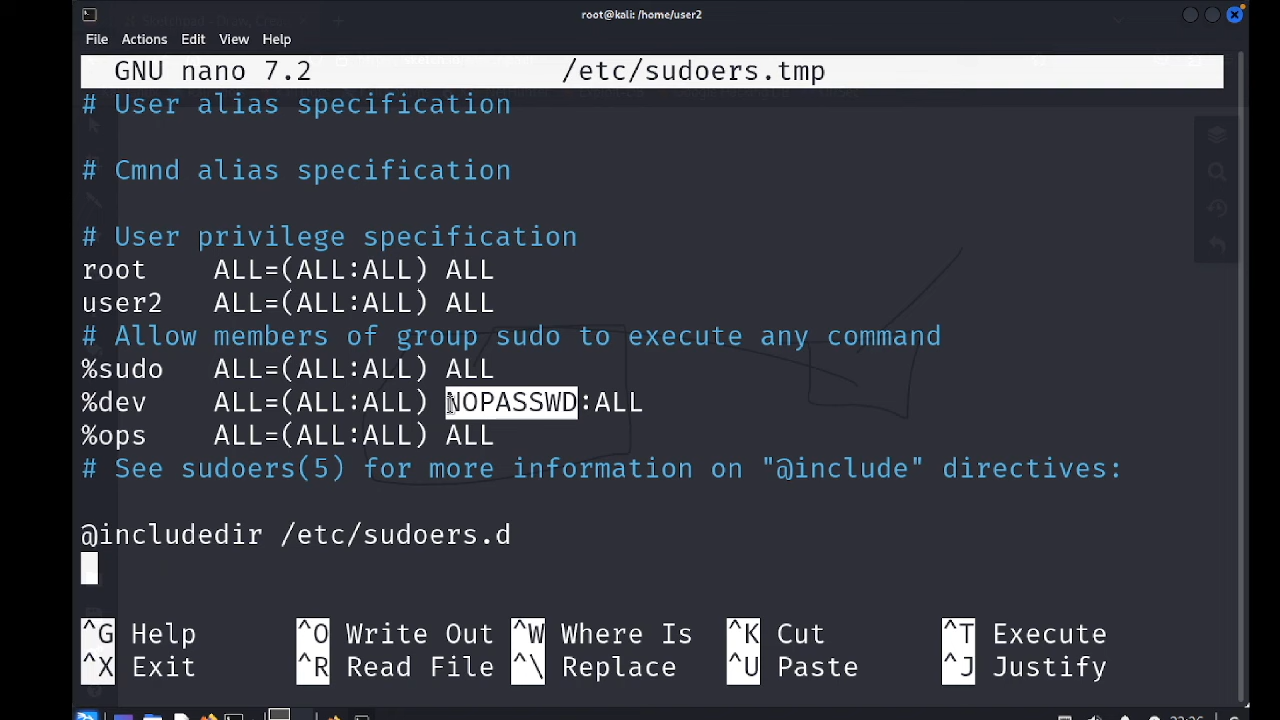 root@kali: /home/user2
File Actions Edit View Help
GNU nano 7.2 /etc/sudoers.tmp
# User alias specification
# Cmnd alias specification
# User privilege specification
root ALL=(ALL:ALL) ALL
user2 ALL=(ALL:ALL) ALL
# Allow members of group sudo to execute any command
%sudo ALL=(ALL:ALL) ALL
%dev ALL=(ALL:ALL) NOPASSWD:ALL
%ops ALL=(ALL:ALL) ALL
# See sudoers(5) for more information on "@include" directives:
@includedir /etc/sudoers.d
^G Help ^O Write Out ^W Where Is ^K Cut ^T Execute
^X Exit ^R Read File ^\ Replace ^U Paste ^J Justify